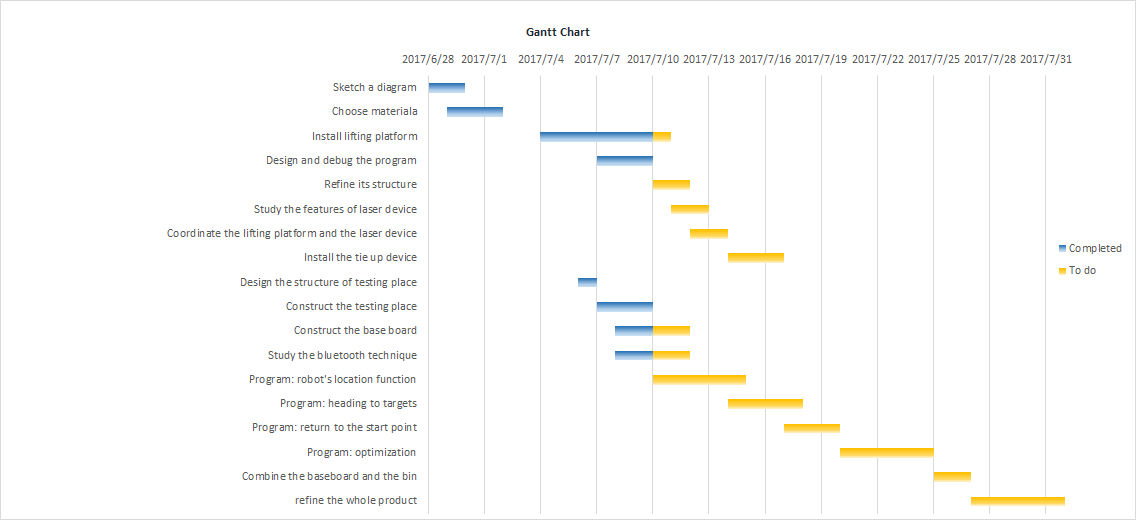 Gantt Chart
2017/6/28 2017/7/1 2017/7/4 2017/7/7 2017/7/10 2017/7/13 2017/7/16 2017/7/19 2017/7/22 2017/7/25 2017/7/28 2017/7/31
Sketch a diagram
Choose materiala
Install lifting platform
Design and debug the program
Refine its structure
Study the features of laser device
Coordinate the lifting platform and the laser device
Install the tie up device
Design the structure of testing place
Construct the testing place
Construct the base board
Study the bluetooth technique
Program: robot's location function
Program: heading to targets
Program: return to the start point
Program: optimization
Combine the baseboard and the bin
refine the whole product
Completed
To do